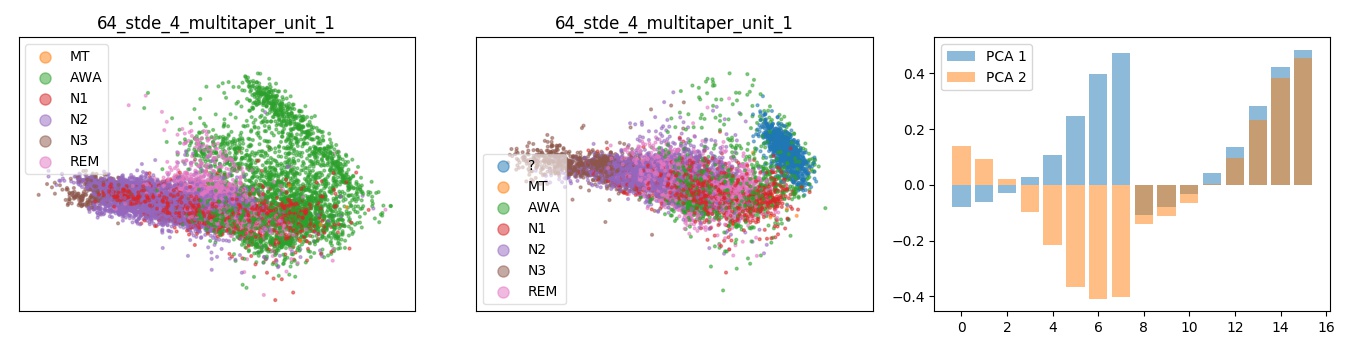 64_stde_4_multitaper_unit_1
MT
AWA
N1
N2
N3
REM
64_stde_4_multitaper_unit_1
?
MT
AWA
N1
N2
N3
REM
PCA 1
PCA 2
0.4
0.2
0.0
−0.2
−0.4
0 2 4 6 8 10 12 14 16